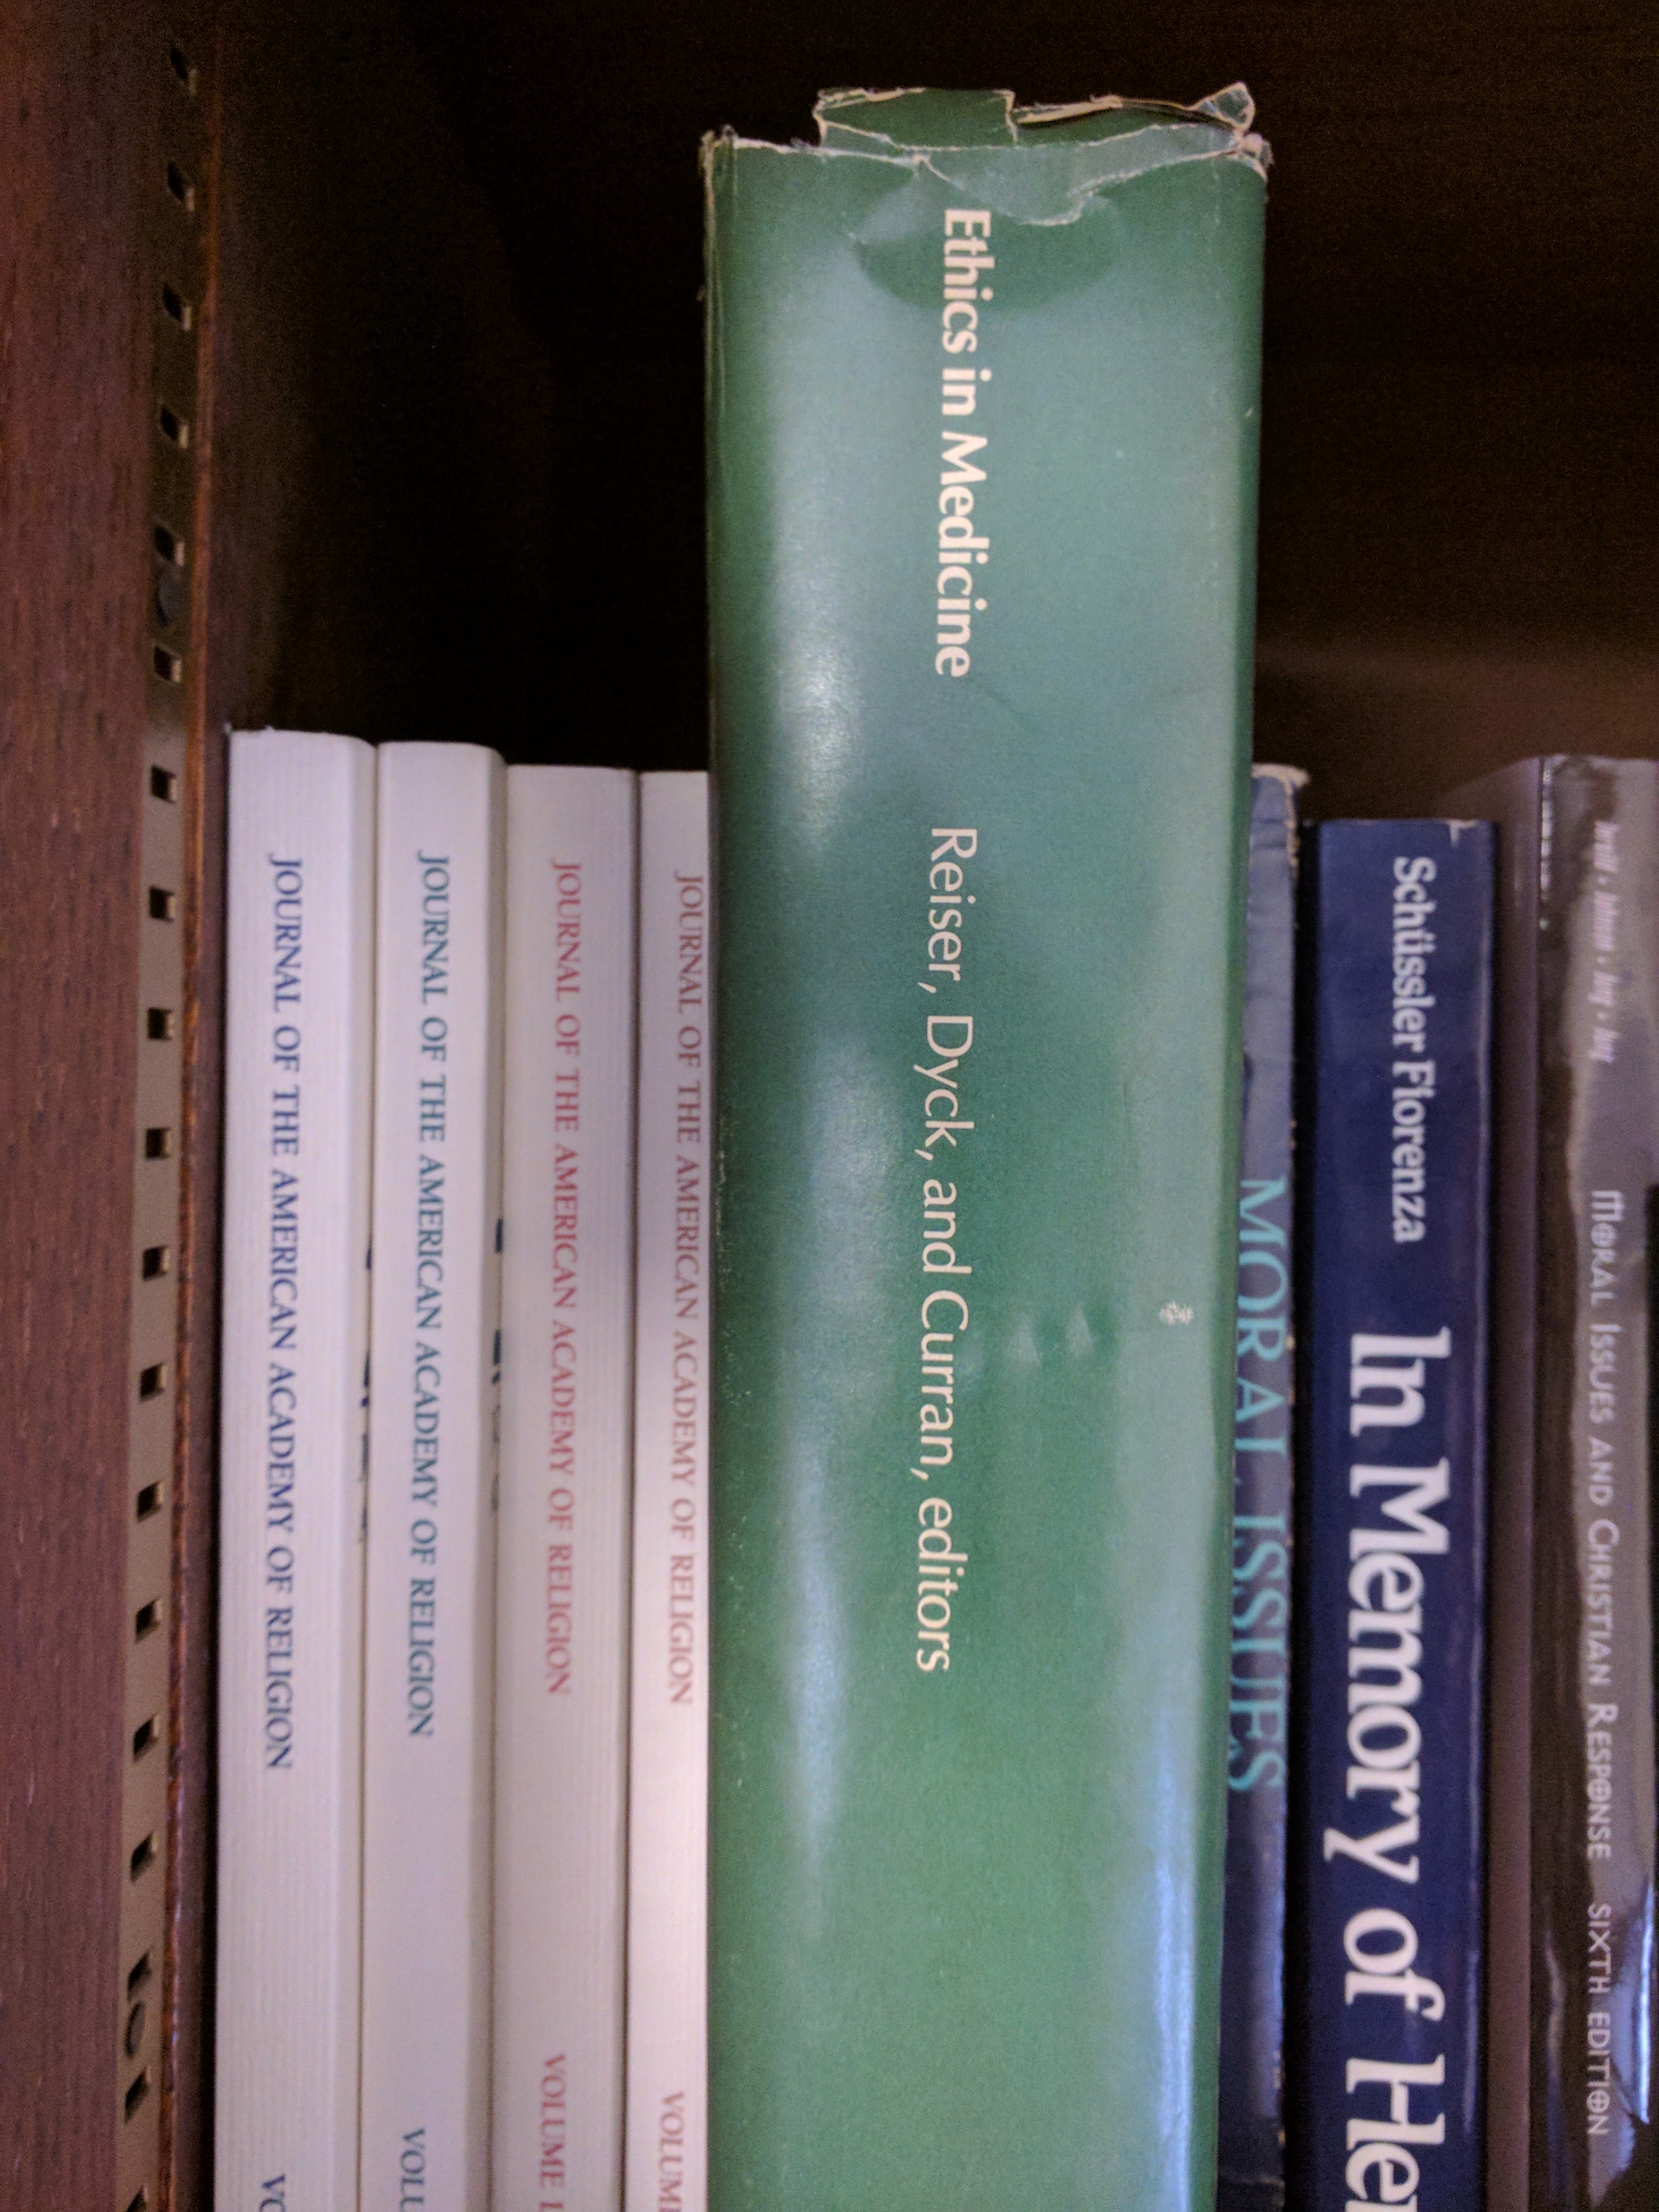 JOURNAL OF THE AMERICAN ACADEMY OF RELIGION
JOURNAL OF THE AMERICAN ACADEMY OF RELIGION
JOURNAL OF THE AMERICAN ACADEMY OF RELIGION VOLUME
JOURNAL OF THE AMERICAN ACADEMY OF RELIGION
Ethics in Medicine Reiser, Dyck, and Curran, editors
MORAL ISSUES
Schüssler Fiorenza In Memory of
MORAL ISSUES AND CHRISTIAN RESPONSE SIXTH EDITION